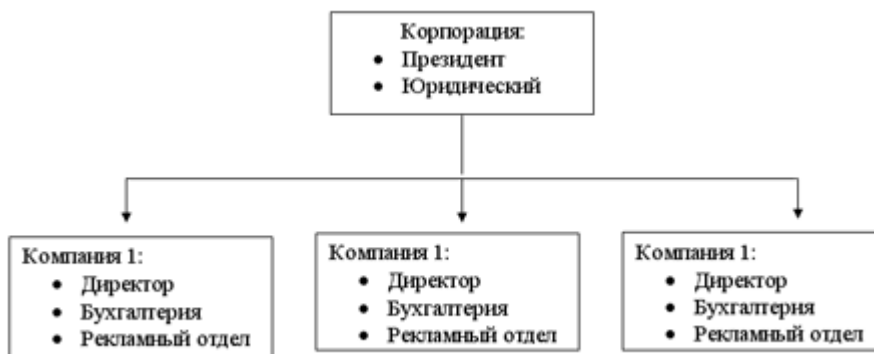 Корпорация:
• Президент
• Юридический
Компания 1:
• Директор
• Бухгалтерия
• Рекламный отдел
Компания 1:
• Директор
• Бухгалтерия
• Рекламный отдел
Компания 1:
• Директор
• Бухгалтерия
• Рекламный отдел